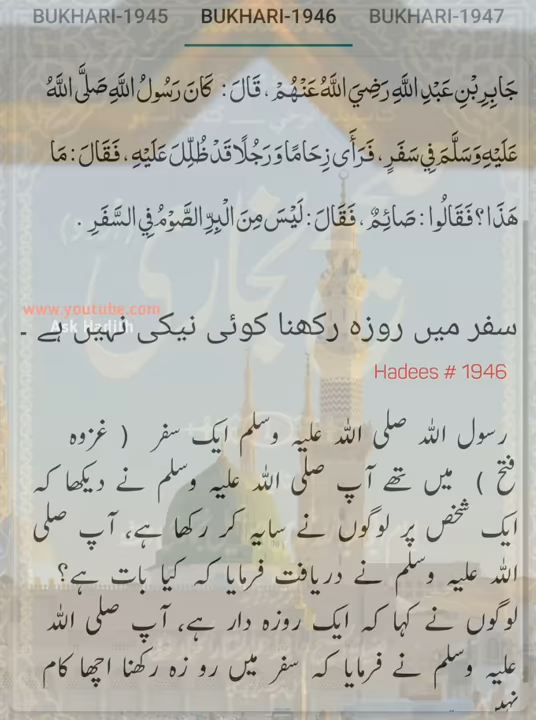 BUKHARI-1945 BUKHARI-1946 BUKHARI-1947
جَابِرِ بْنِ عَبْدِ اللَّهِ رَضِيَ اللَّهُ عَنْهُمْ ، قَالَ : كَانَ رَسُولُ اللَّهِ صَلَّى اللَّهُ
عَلَيْهِ وَسَلَّمَ فِي سَفَرٍ ، فَرَأَى زِحَامًا وَرَجُلًا قَدْ ظُلِّلَ عَلَيْهِ ، فَقَالَ : مَا
هَذَا ؟ فَقَالُوا : صَائِمٌ ، فَقَالَ : لَيْسَ مِنَ الْبِرِّ الصَّوْمُ فِي السَّفَرِ .
www.youtube.com
Ask Hadith
سفر میں روزہ رکھنا کوئی نیکی نہیں ہے ۔
Hadees # 1946
رسول اللہ صلی اللہ علیہ وسلم ایک سفر ( غزوہ
فتح ) میں تھے آپ صلی اللہ علیہ وسلم نے دیکھا کہ
ایک شخص پر لوگوں نے سایہ کر رکھا ہے، آپ صلی
اللہ علیہ وسلم نے دریافت فرمایا کہ کیا بات ہے؟
لوگوں نے کہا کہ ایک روزہ دار ہے، آپ صلی اللہ
علیہ وسلم نے فرمایا کہ سفر میں رو زہ رکھنا اچھا کام